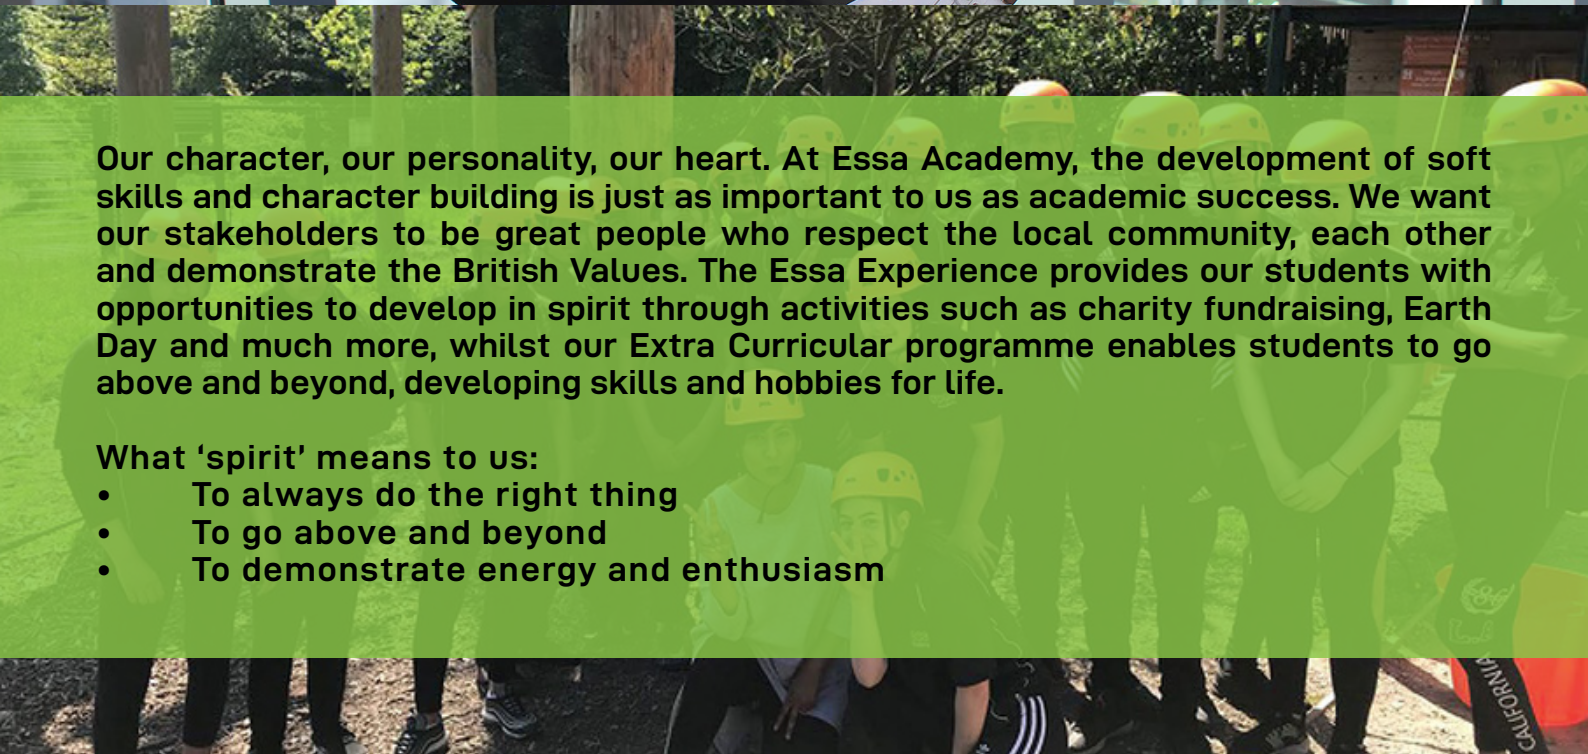 Our character, our personality, our heart. At Essa Academy, the development of soft
skills and character building is just as important to us as academic success. We want
our stakeholders to be great people who respect the local community, each other
and demonstrate the British Values. The Essa Experience provides our students with
opportunities to develop in spirit through activities such as charity fundraising, Earth
Day and much more, whilst our Extra Curricular programme enables students to go
above and beyond, developing skills and hobbies for life.
What ‘spirit’ means to us:
• To always do the right thing
• To go above and beyond
• To demonstrate energy and enthusiasm
CALIFORNIA